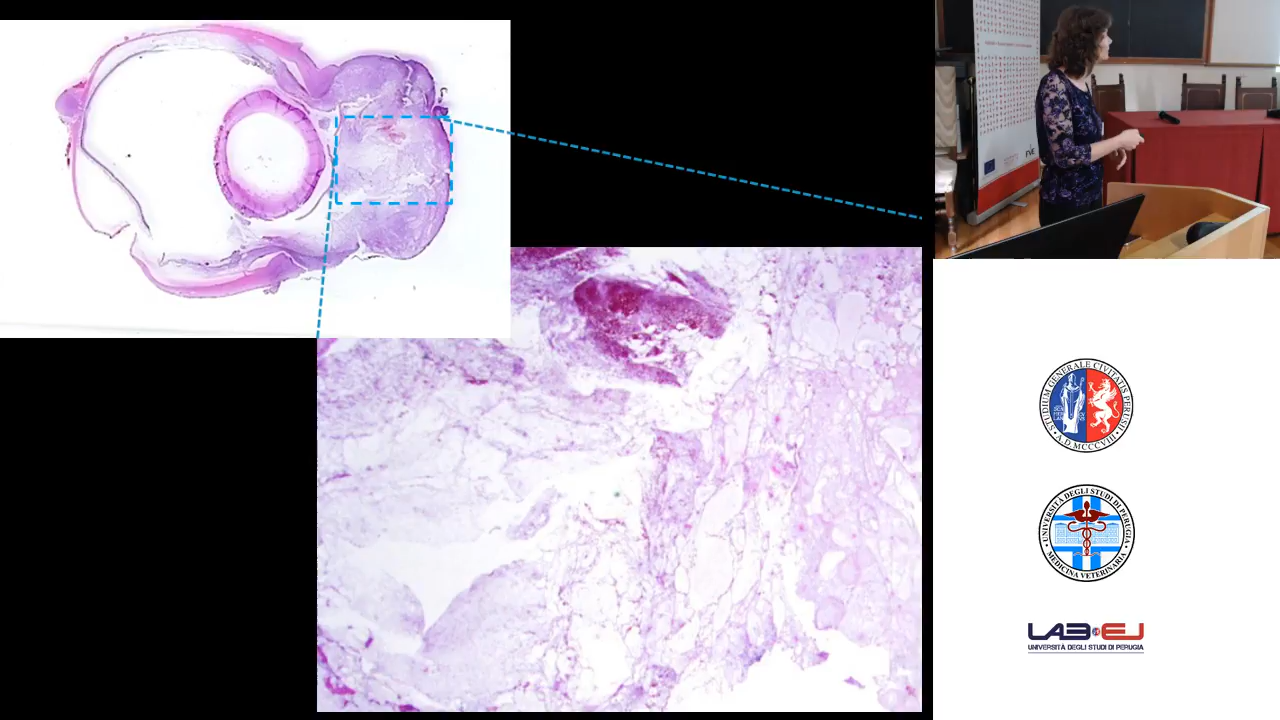 FVE
STUDIUM GENERALE CIVITATIS PERUSII
• A.D. MCCCVIII •
UNIVERSITÀ DEGLI STUDI DI PERUGIA
• MEDICINA VETERINARIA •
LAB EJ
UNIVERSITÀ DEGLI STUDI DI PERUGIA